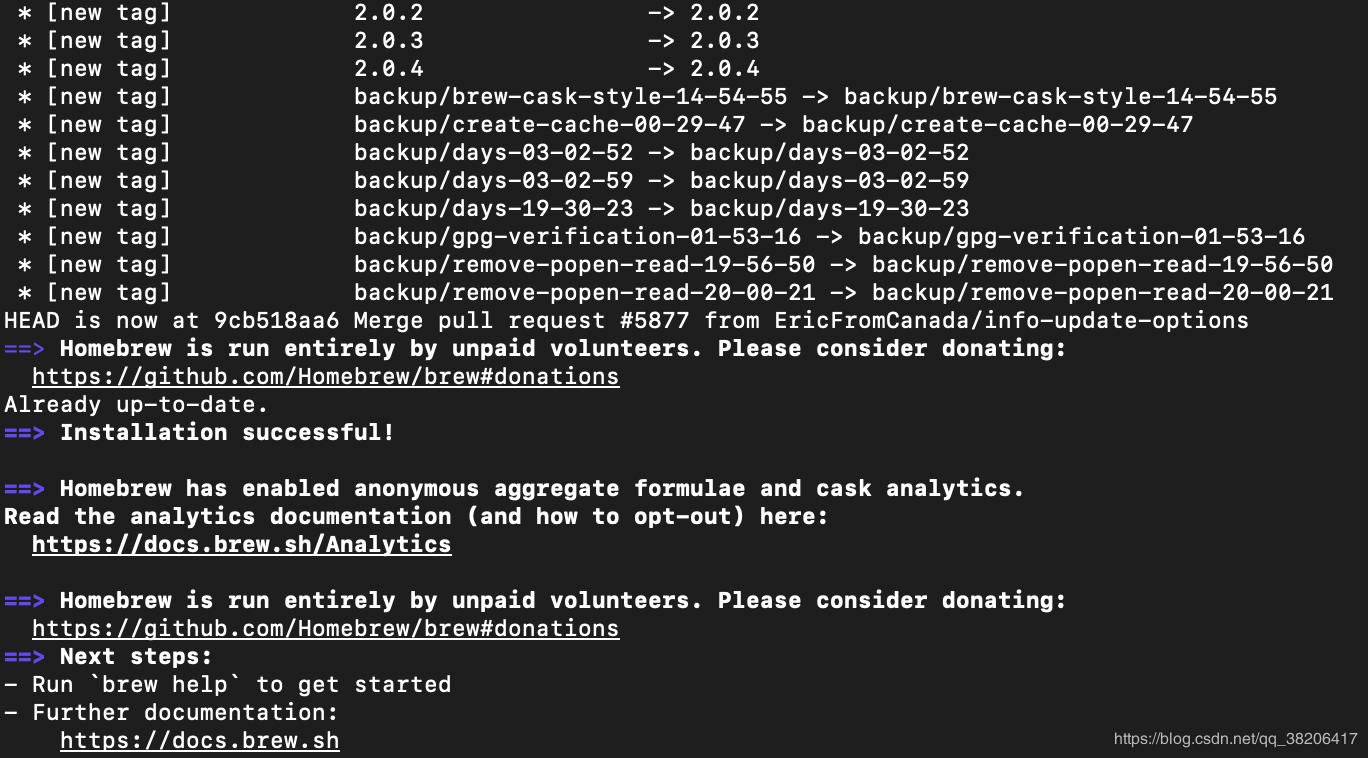 * [new tag] 2.0.2 -> 2.0.2
* [new tag] 2.0.3 -> 2.0.3
* [new tag] 2.0.4 -> 2.0.4
* [new tag] backup/brew-cask-style-14-54-55 -> backup/brew-cask-style-14-54-55
* [new tag] backup/create-cache-00-29-47 -> backup/create-cache-00-29-47
* [new tag] backup/days-03-02-52 -> backup/days-03-02-52
* [new tag] backup/days-03-02-59 -> backup/days-03-02-59
* [new tag] backup/days-19-30-23 -> backup/days-19-30-23
* [new tag] backup/gpg-verification-01-53-16 -> backup/gpg-verification-01-53-16
* [new tag] backup/remove-popen-read-19-56-50 -> backup/remove-popen-read-19-56-50
* [new tag] backup/remove-popen-read-20-00-21 -> backup/remove-popen-read-20-00-21
HEAD is now at 9cb518aa6 Merge pull request #5877 from EricFromCanada/info-update-options
==> Homebrew is run entirely by unpaid volunteers. Please consider donating:
https://github.com/Homebrew/brew#donations
Already up-to-date.
==> Installation successful!
==> Homebrew has enabled anonymous aggregate formulae and cask analytics.
Read the analytics documentation (and how to opt-out) here:
https://docs.brew.sh/Analytics
==> Homebrew is run entirely by unpaid volunteers. Please consider donating:
https://github.com/Homebrew/brew#donations
==> Next steps:
- Run `brew help` to get started
- Further documentation:
https://docs.brew.sh
https://blog.csdn.net/qq_38206417